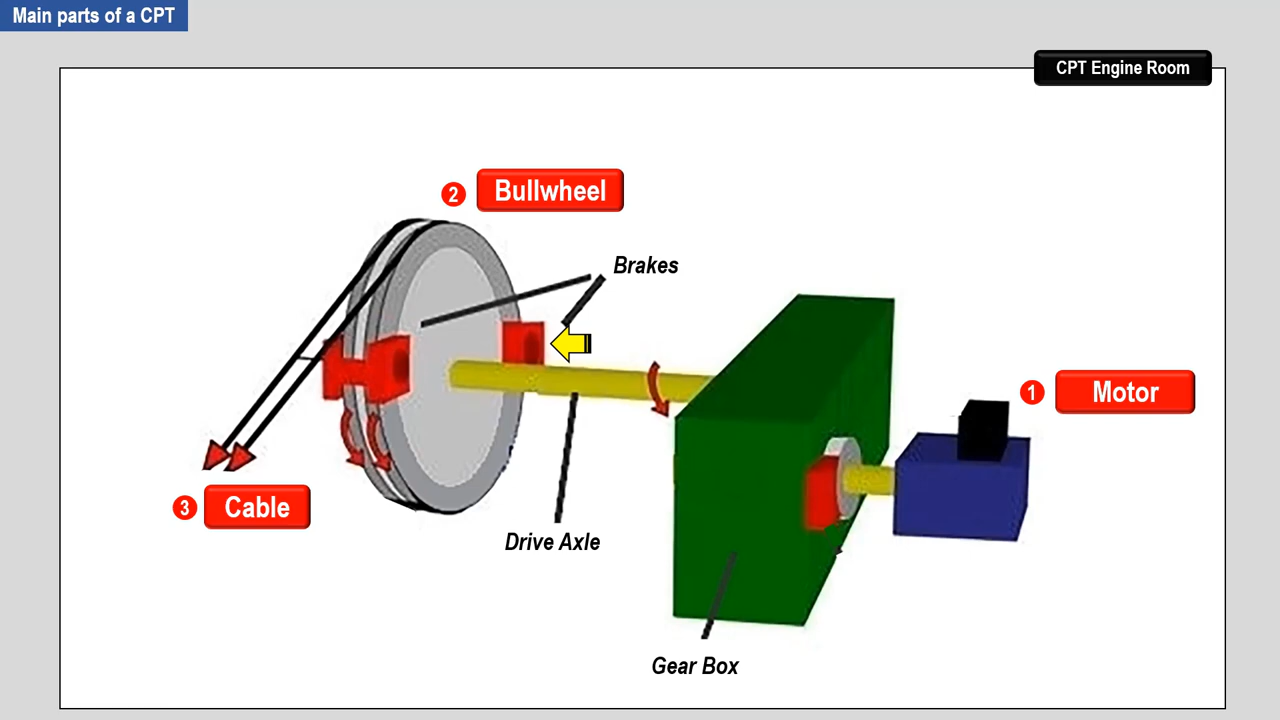 Main parts of a CPT
CPT Engine Room
2 Bullwheel
Brakes
1 Motor
3 Cable
Drive Axle
Gear Box